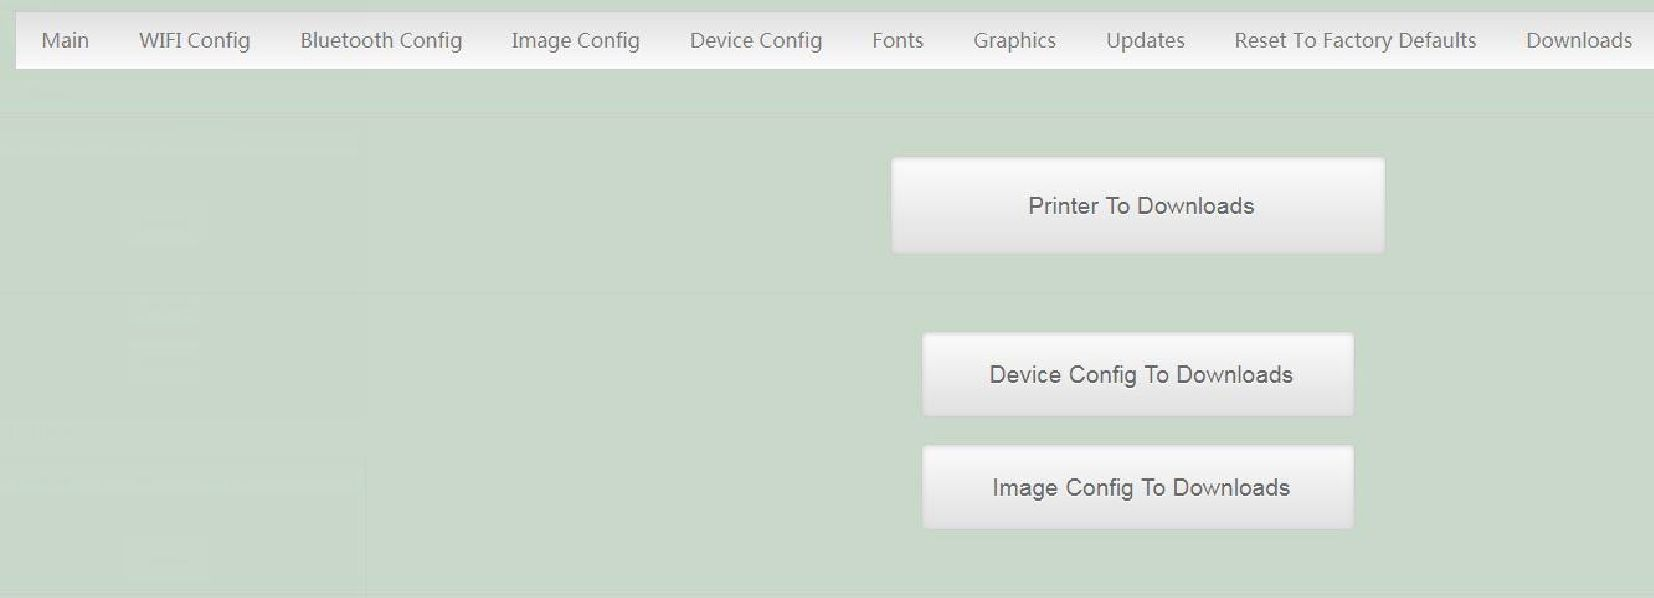 Main WIFI Config Bluetooth Config Image Config Device Config Fonts Graphics Updates Reset To Factory Defaults Downloads
Printer To Downloads
Device Config To Downloads
Image Config To Downloads